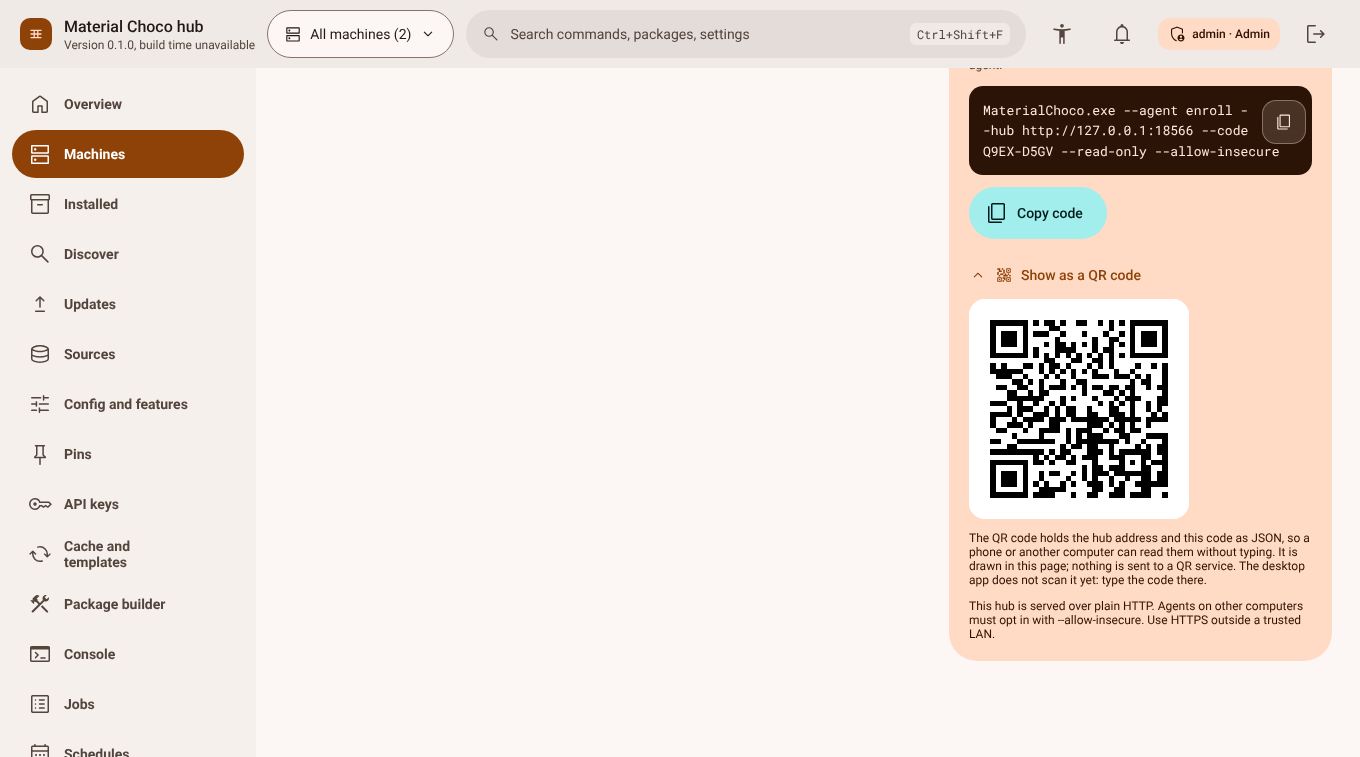 Material Choco hub
Version 0.1.0, build time unavailable
All machines (2)
Search commands, packages, settings
Ctrl+Shift+F
admin · Admin
Overview
Machines
Installed
Discover
Updates
Sources
Config and features
Pins
API keys
Cache and
templates
Package builder
Console
Jobs
Schedules
agent.
MaterialChoco.exe --agent enroll -
-hub http://127.0.0.1:18566 --code
Q9EX-D5GV --read-only --allow-insecure
Copy code
Show as a QR code
The QR code holds the hub address and this code as JSON, so a
phone or another computer can read them without typing. It is
drawn in this page; nothing is sent to a QR service. The desktop
app does not scan it yet: type the code there.
This hub is served over plain HTTP. Agents on other computers
must opt in with --allow-insecure. Use HTTPS outside a trusted
LAN.